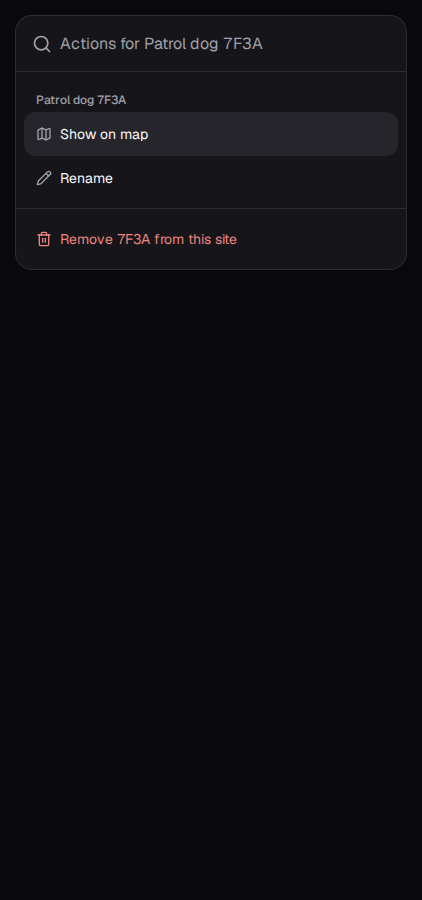 Actions for Patrol dog 7F3A
Patrol dog 7F3A
Show on map
Rename
Remove 7F3A from this site